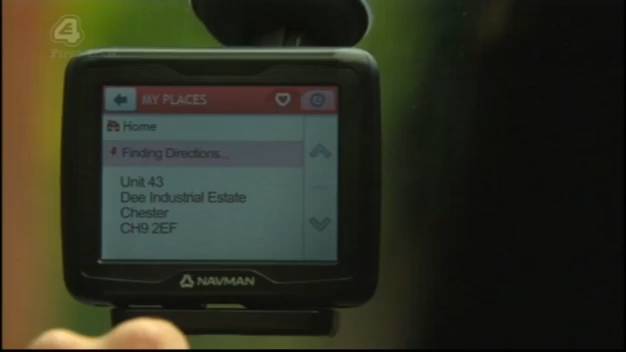 4
MY PLACES
Home
Finding Directions...
Unit 43
Dee Industrial Estate
Chester
CH9 2EF
NAVMAN